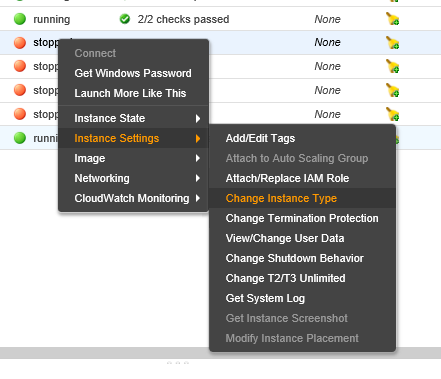 running 2/2 checks passed None
stopp None
Connect
Get Windows Password None
Launch More Like This None
Instance State None
Instance Settings
runni None
Image
Networking
CloudWatch Monitoring
Add/Edit Tags
Attach to Auto Scaling Group
Attach/Replace IAM Role
Change Instance Type
Change Termination Protection
View/Change User Data
Change Shutdown Behavior
Change T2/T3 Unlimited
Get System Log
Get Instance Screenshot
Modify Instance Placement